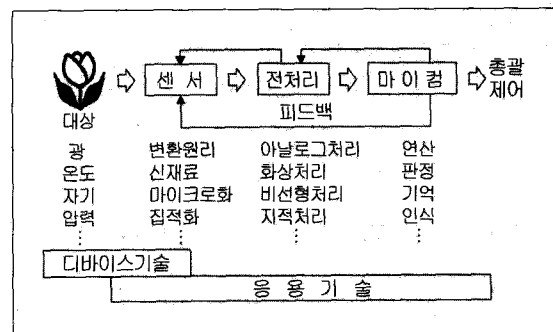 센 서 전처리 마이컴 총괄
제어
대상 피드백
광 변환원리 아날로그처리 연산
온도 신재료 화상처리 판정
자기 마이크로화 비선형처리 기억
압력 집적화 지적처리 인식
디바이스기술
응 용 기 술